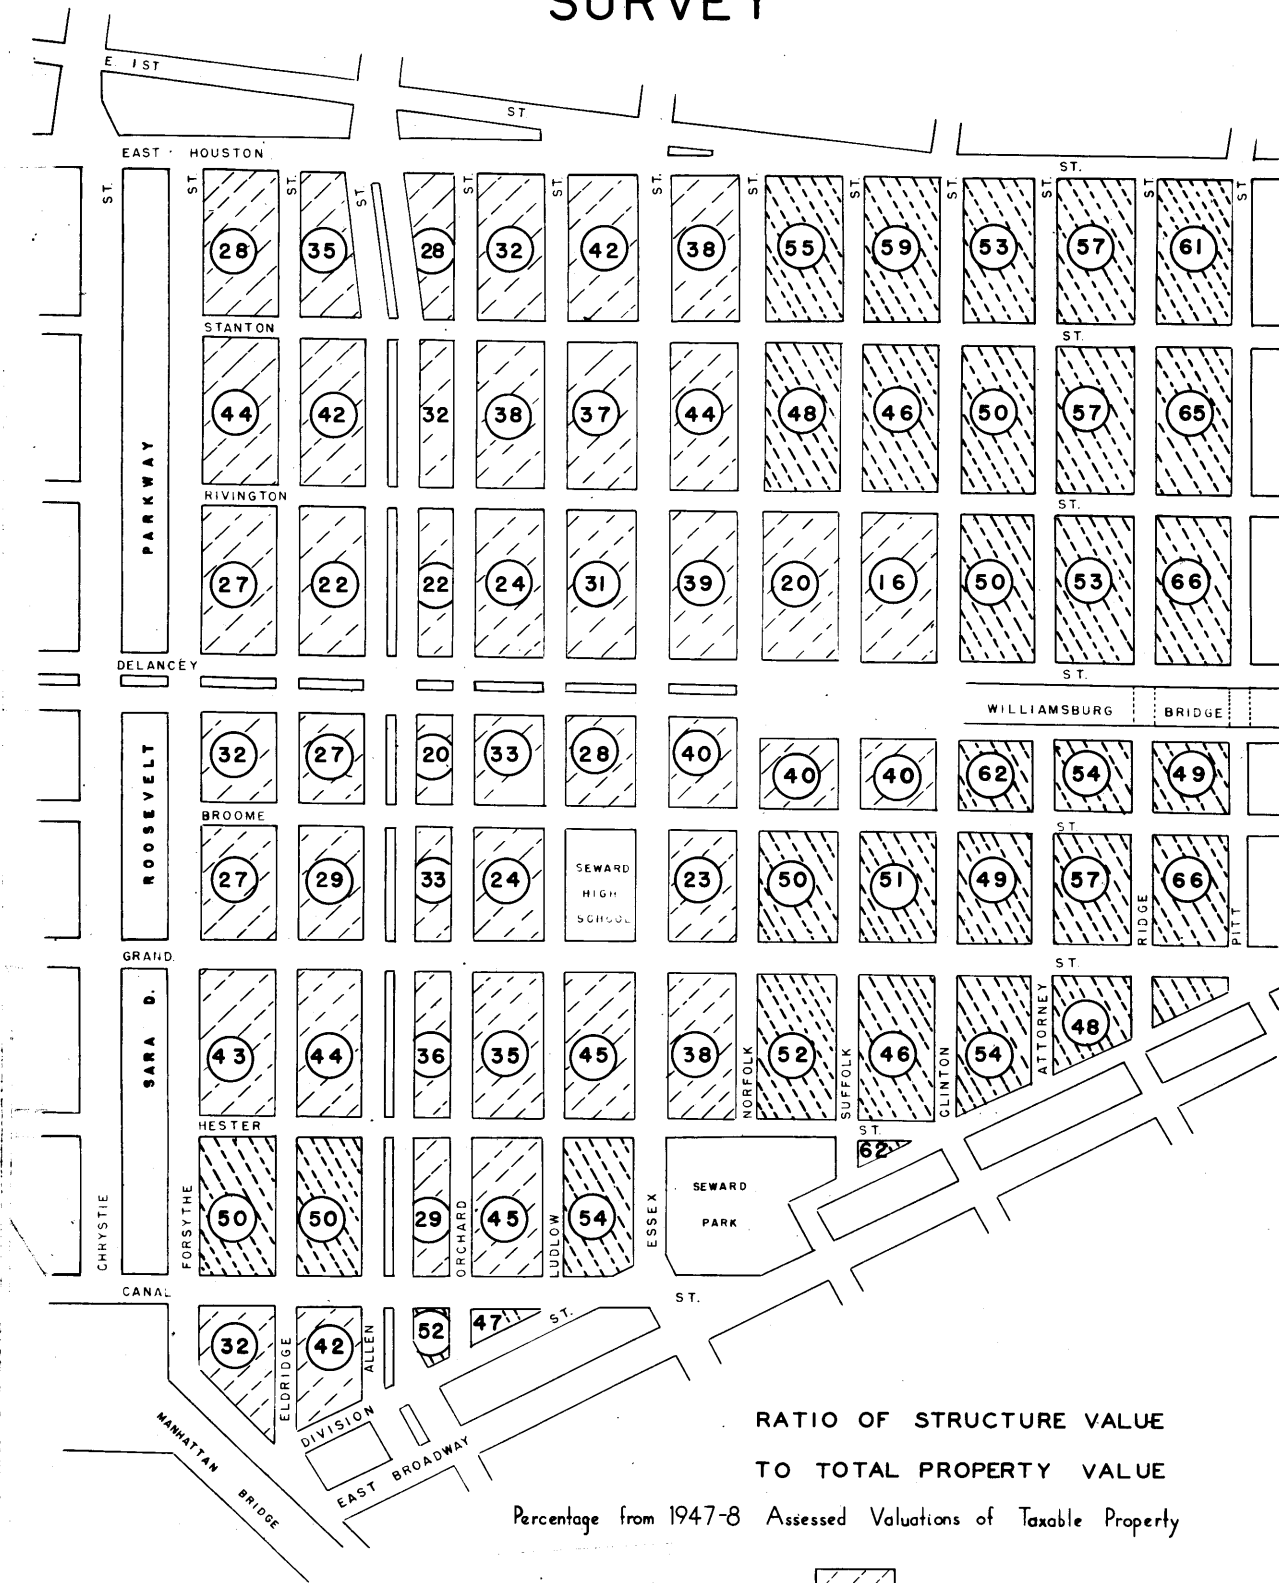 SURVEY
E. 1ST
ST
EAST HOUSTON
ST.
ST.
ST.
ST.
ST.
ST.
ST.
ST.
ST.
ST.
ST.
ST.
ST.
ST
28
35
28
32
42
38
55
59
53
57
61
STANTON
ST.
44
42
32
38
37
44
48
46
50
57
65
RIVINGTON
ST.
27
22
22
24
31
39
20
16
50
53
66
DELANCEY
ST.
WILLIAMSBURG BRIDGE
32
27
20
33
28
40
40
40
62
54
49
BROOME
ST.
27
29
33
24
SEWARD
HIGH
SCHOOL
23
50
51
49
57
66
GRAND
ST.
43
44
36
35
45
38
52
46
54
48
HESTER
ST.
62
50
50
29
45
54
SEWARD
PARK
CANAL
ST.
32
42
52
47
ST.
SARA D. ROOSEVELT PARKWAY
CHRYSTIE
FORSYTHE
ELDRIDGE
ALLEN
ORCHARD
LUDLOW
ESSEX
NORFOLK
SUFFOLK
CLINTON
ATTORNEY
RIDGE
PITT
DIVISION
EAST BROADWAY
MANHATTAN BRIDGE
RATIO OF STRUCTURE VALUE
TO TOTAL PROPERTY VALUE
Percentage from 1947-8 Assessed Valuations of Taxable Property